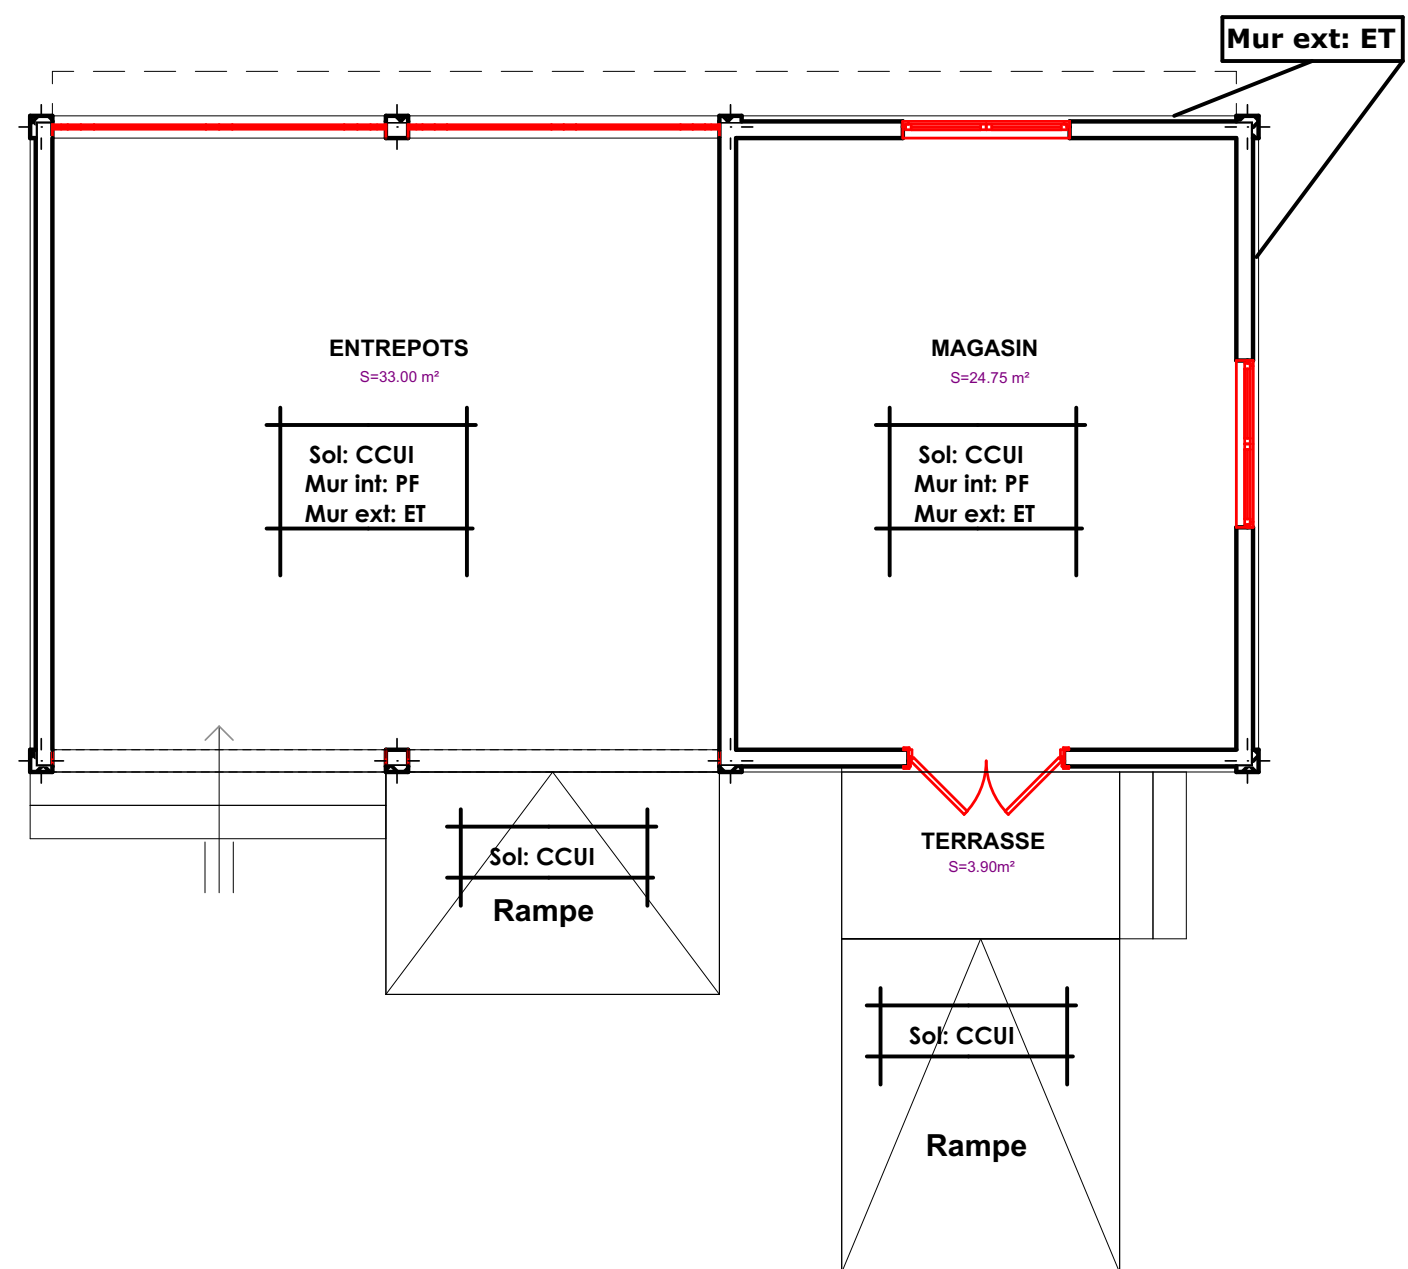 Mur ext: ET
ENTREPOTS
S=33.00 m²
Sol: CCUI
Mur int: PF
Mur ext: ET
MAGASIN
S=24.75 m²
Sol: CCUI
Mur int: PF
Mur ext: ET
Sol: CCUI
Rampe
TERRASSE
S=3.90m²
Sol: CCUI
Rampe